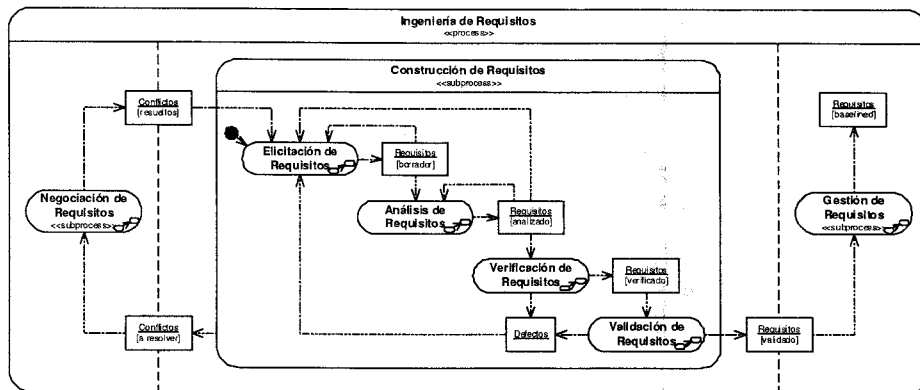 Ingeniería de Requisitos
<<process>>
Construcción de Requisitos
<<subprocess>>
Conflictos
[resueltos]
Elicitación de
Requisitos
Requisitos
[borrador]
Requisitos
[baselined]
Negociación de
Requisitos
<<subprocess>>
Análisis de
Requisitos
Requisitos
[analizado]
Gestión de
Requisitos
<<subprocess>>
Verificación de
Requisitos
Requisitos
[verificado]
Conflictos
[a resolver]
Defectos
Validación de
Requisitos
Requisitos
[validado]